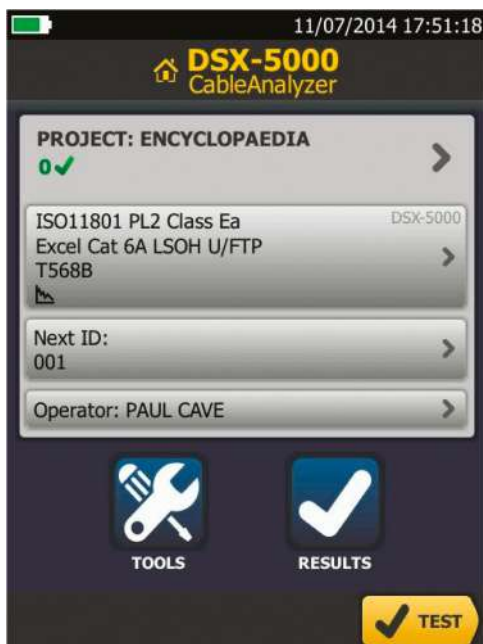 11/07/2014 17:51:18
DSX-5000
CableAnalyzer
PROJECT: ENCYCLOPAEDIA
0
ISO11801 PL2 Class Ea
DSX-5000
Excel Cat 6A LSOH U/FTP
T568B
Next ID:
001
Operator: PAUL CAVE
TOOLS
RESULTS
TEST